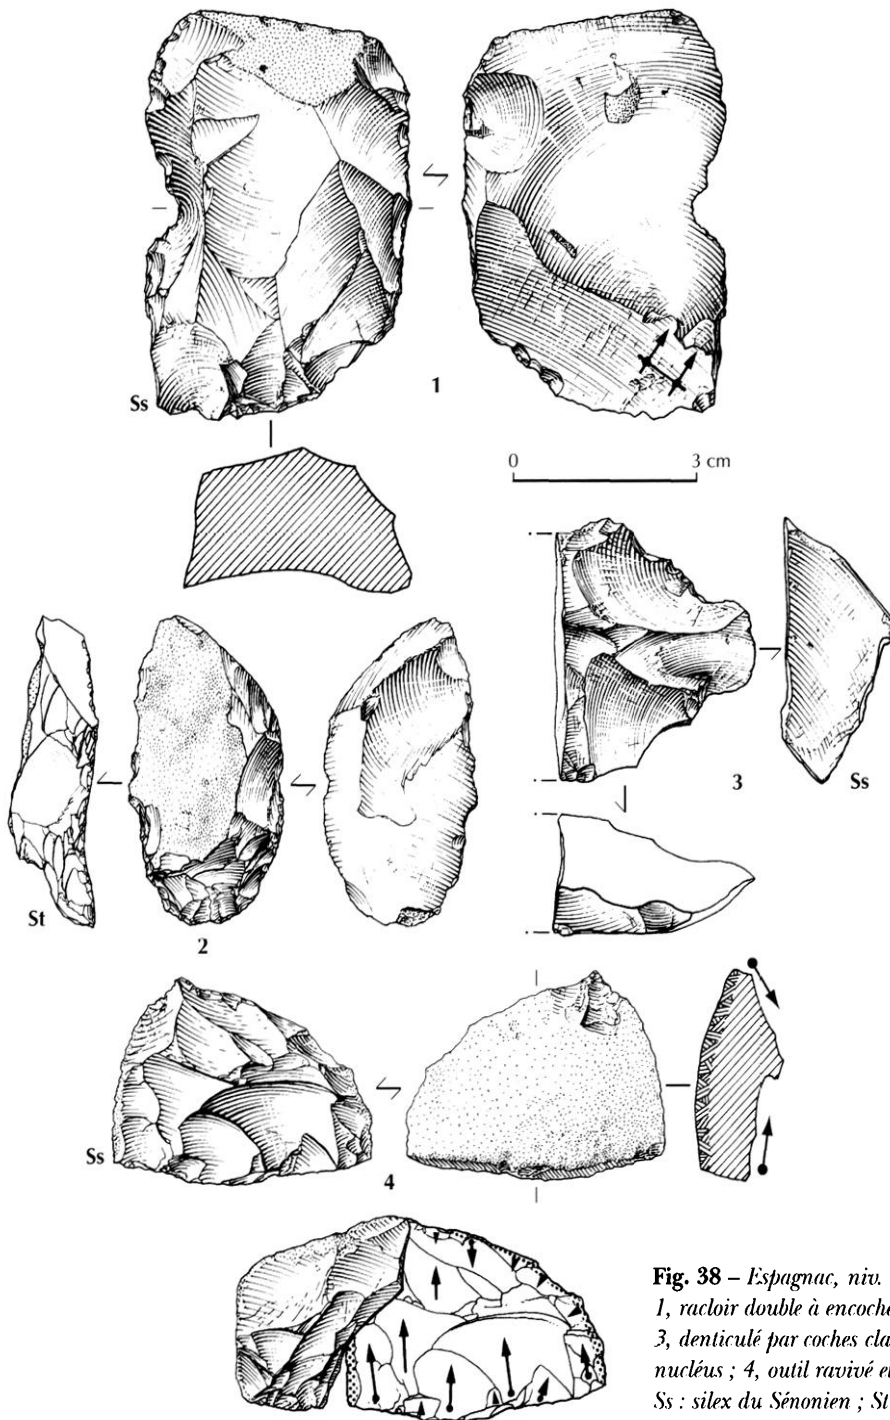 Ss
1
0 3 cm
3
Ss
St
2
Ss
4
Fig. 38 – Espagnac, niv.
1, racloir double à encoche
3, denticulé par coches cla
nucléus ; 4, outil ravivé e
Ss : silex du Sénonien ; St